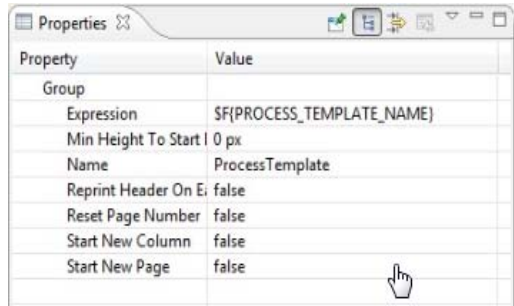 Properties
Property Value
Group
Expression $F{PROCESS_TEMPLATE_NAME}
Min Height To Start 0 px
Name ProcessTemplate
Reprint Header On Ea false
Reset Page Number false
Start New Column false
Start New Page false